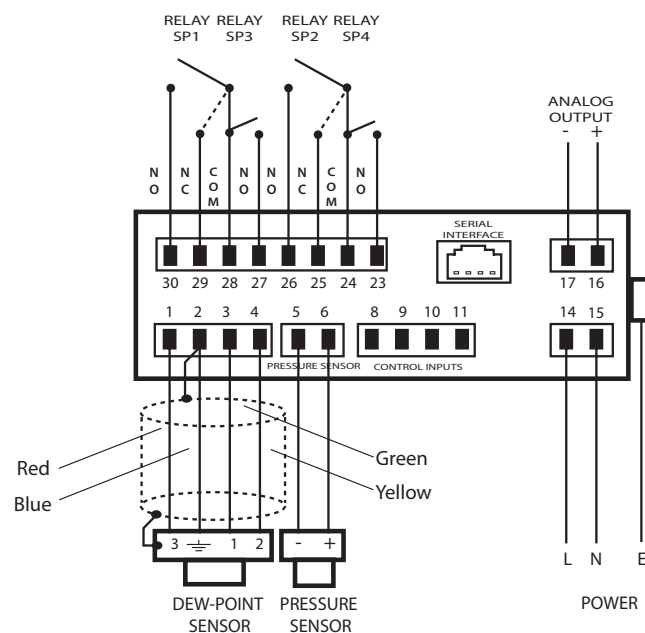 RELAY RELAY RELAY RELAY
SP1 SP3 SP2 SP4
ANALOG
OUTPUT
- +
NO NC COM NO NO NC COM NO
SERIAL
INTERFACE
30 29 28 27 26 25 24 23 17 16
1 2 3 4 5 6 8 9 10 11 14 15
PRESSURE SENSOR CONTROL INPUTS
Red Green
Blue Yellow
3 1 2 - +
L N E
DEW-POINT PRESSURE POWER
SENSOR SENSOR